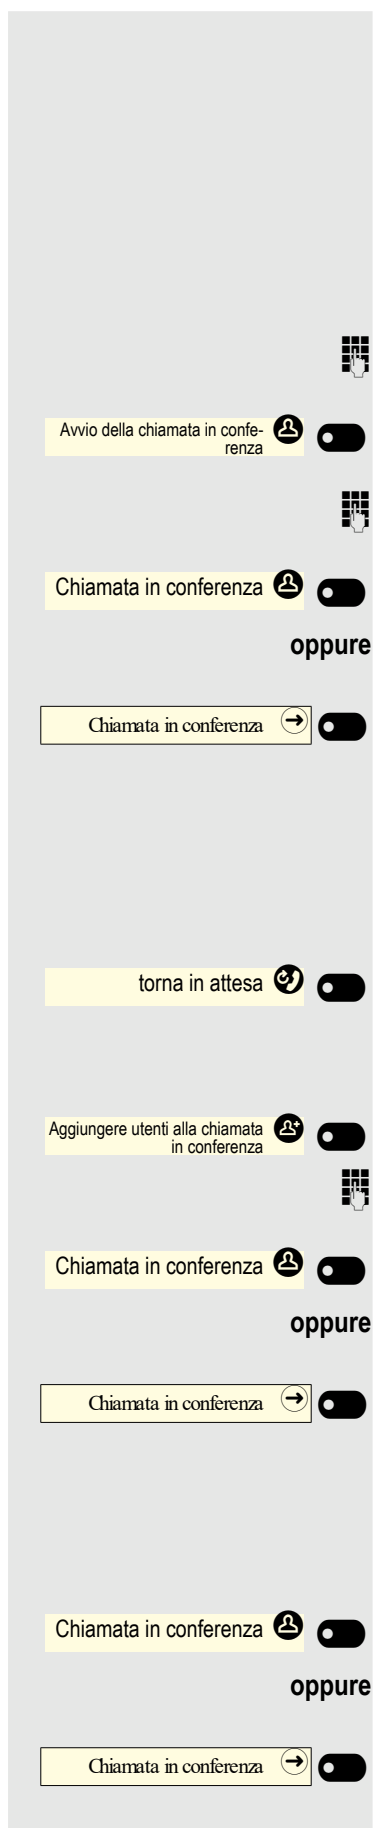 Avvio della chiamata in confe-
renza
Chiamata in conferenza
oppure
Chiamata in conferenza
torna in attesa
Aggiungere utenti alla chiamata
in conferenza
Chiamata in conferenza
oppure
Chiamata in conferenza
Chiamata in conferenza
oppure
Chiamata in conferenza